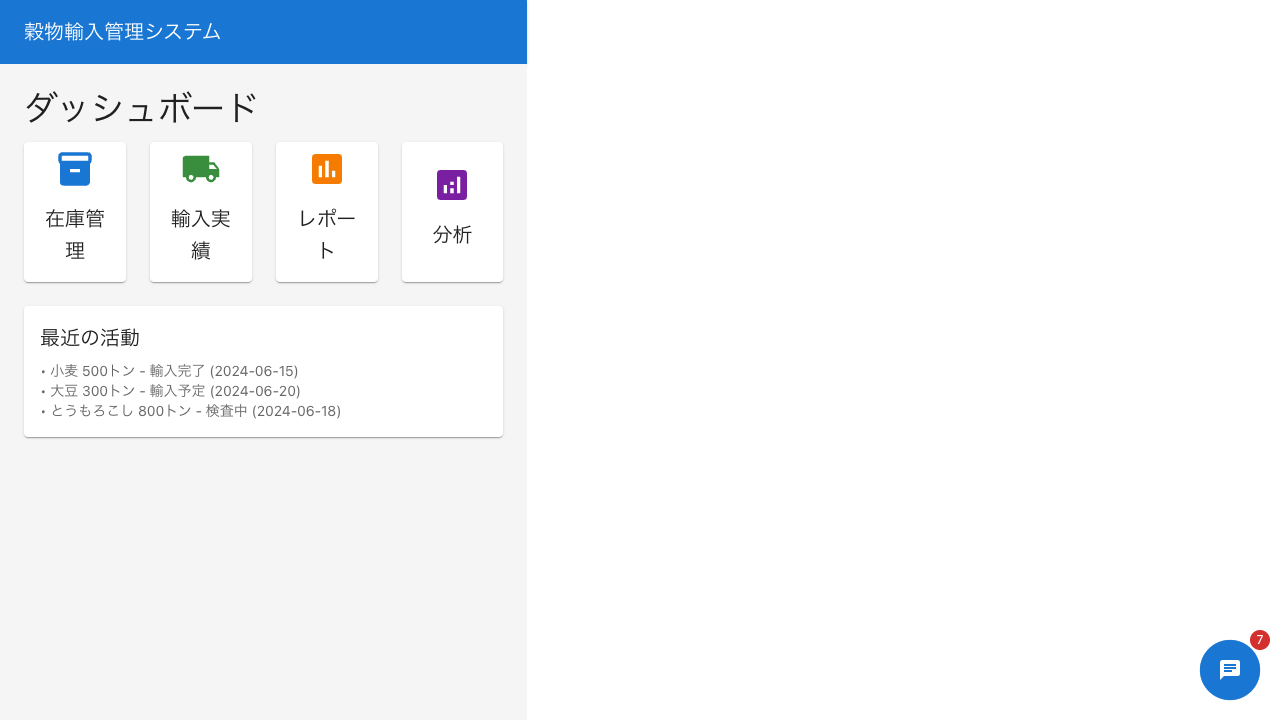 穀物輸入管理システム
ダッシュボード
在庫管
理
輸入実
績
レポー
ト
分析
最近の活動
• 小麦 500トン - 輸入完了 (2024-06-15)
• 大豆 300トン - 輸入予定 (2024-06-20)
• とうもろこし 800トン - 検査中 (2024-06-18)
7